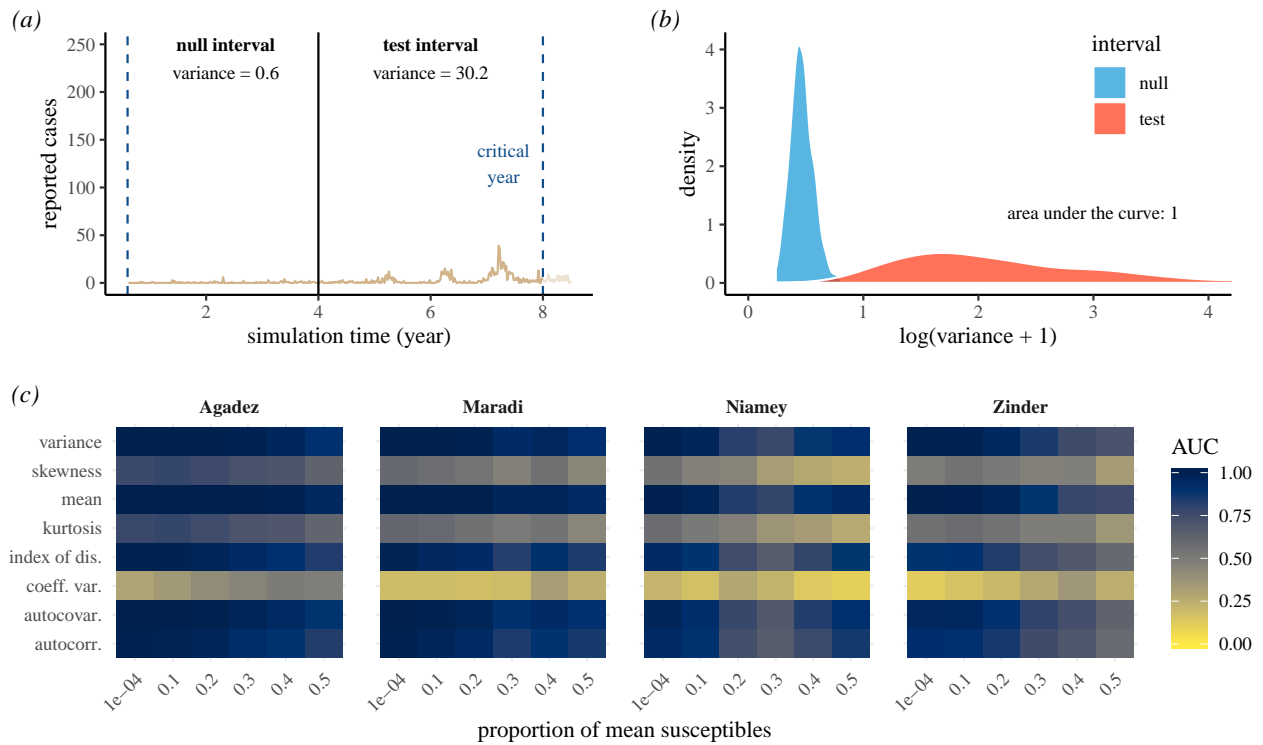 (a)
null interval
test interval
variance = 0.6
variance = 30.2
critical
year
reported cases
250
200
150
100
50
0
2
4
6
8
simulation time (year)
(b)
interval
null
test
area under the curve: 1
density
4
3
2
1
0
0
1
2
3
4
log(variance + 1)
(c)
Agadez
Maradi
Niamey
Zinder
variance
skewness
mean
kurtosis
index of dis.
coeff. var.
autocovar.
autocorr.
1e−04
0.1
0.2
0.3
0.4
0.5
1e−04
0.1
0.2
0.3
0.4
0.5
1e−04
0.1
0.2
0.3
0.4
0.5
1e−04
0.1
0.2
0.3
0.4
0.5
proportion of mean susceptibles
AUC
1.00
0.75
0.50
0.25
0.00